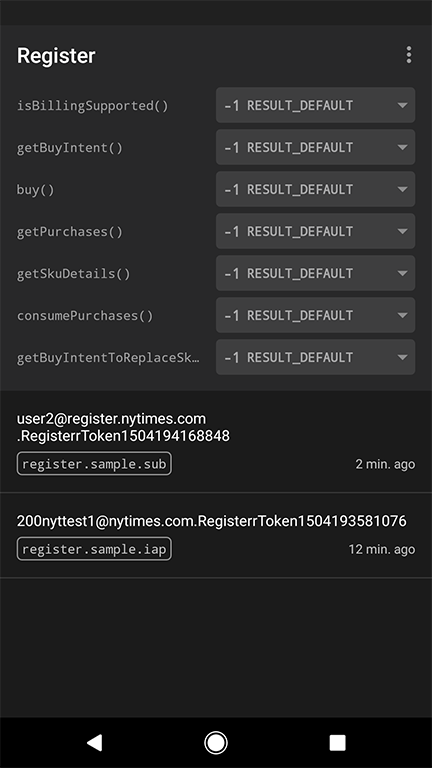 Register
isBillingSupported() -1 RESULT_DEFAULT
getBuyIntent() -1 RESULT_DEFAULT
buy() -1 RESULT_DEFAULT
getPurchases() -1 RESULT_DEFAULT
getSkuDetails() -1 RESULT_DEFAULT
consumePurchases() -1 RESULT_DEFAULT
getBuyIntentToReplaceSk… -1 RESULT_DEFAULT
user2@register.nytimes.com
.RegisterrToken1504194168848
register.sample.sub 2 min. ago
200nyttest1@nytimes.com.RegisterrToken1504193581076
register.sample.iap 12 min. ago